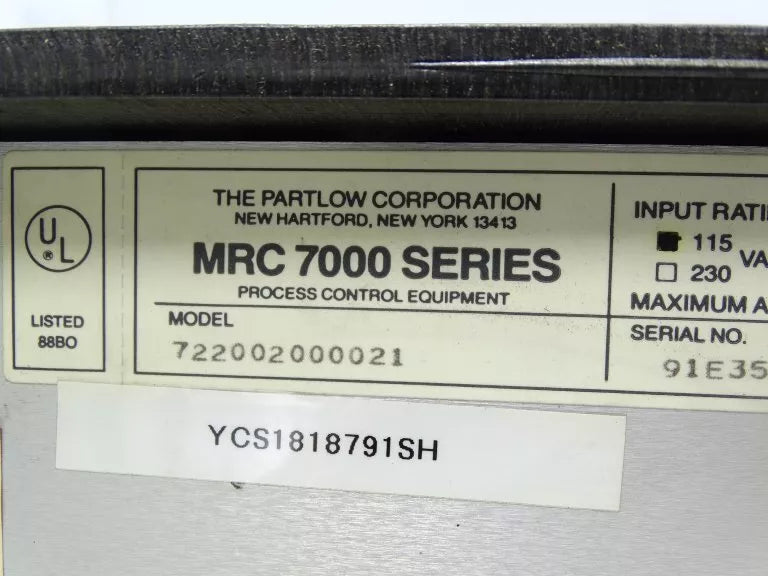 UL
®
LISTED
88BO
THE PARTLOW CORPORATION
NEW HARTFORD, NEW YORK 13413
MRC 7000 SERIES
PROCESS CONTROL EQUIPMENT
MODEL
722002000021
INPUT RATI
115
230
VA
MAXIMUM A
SERIAL NO.
91E35
YCS1818791SH